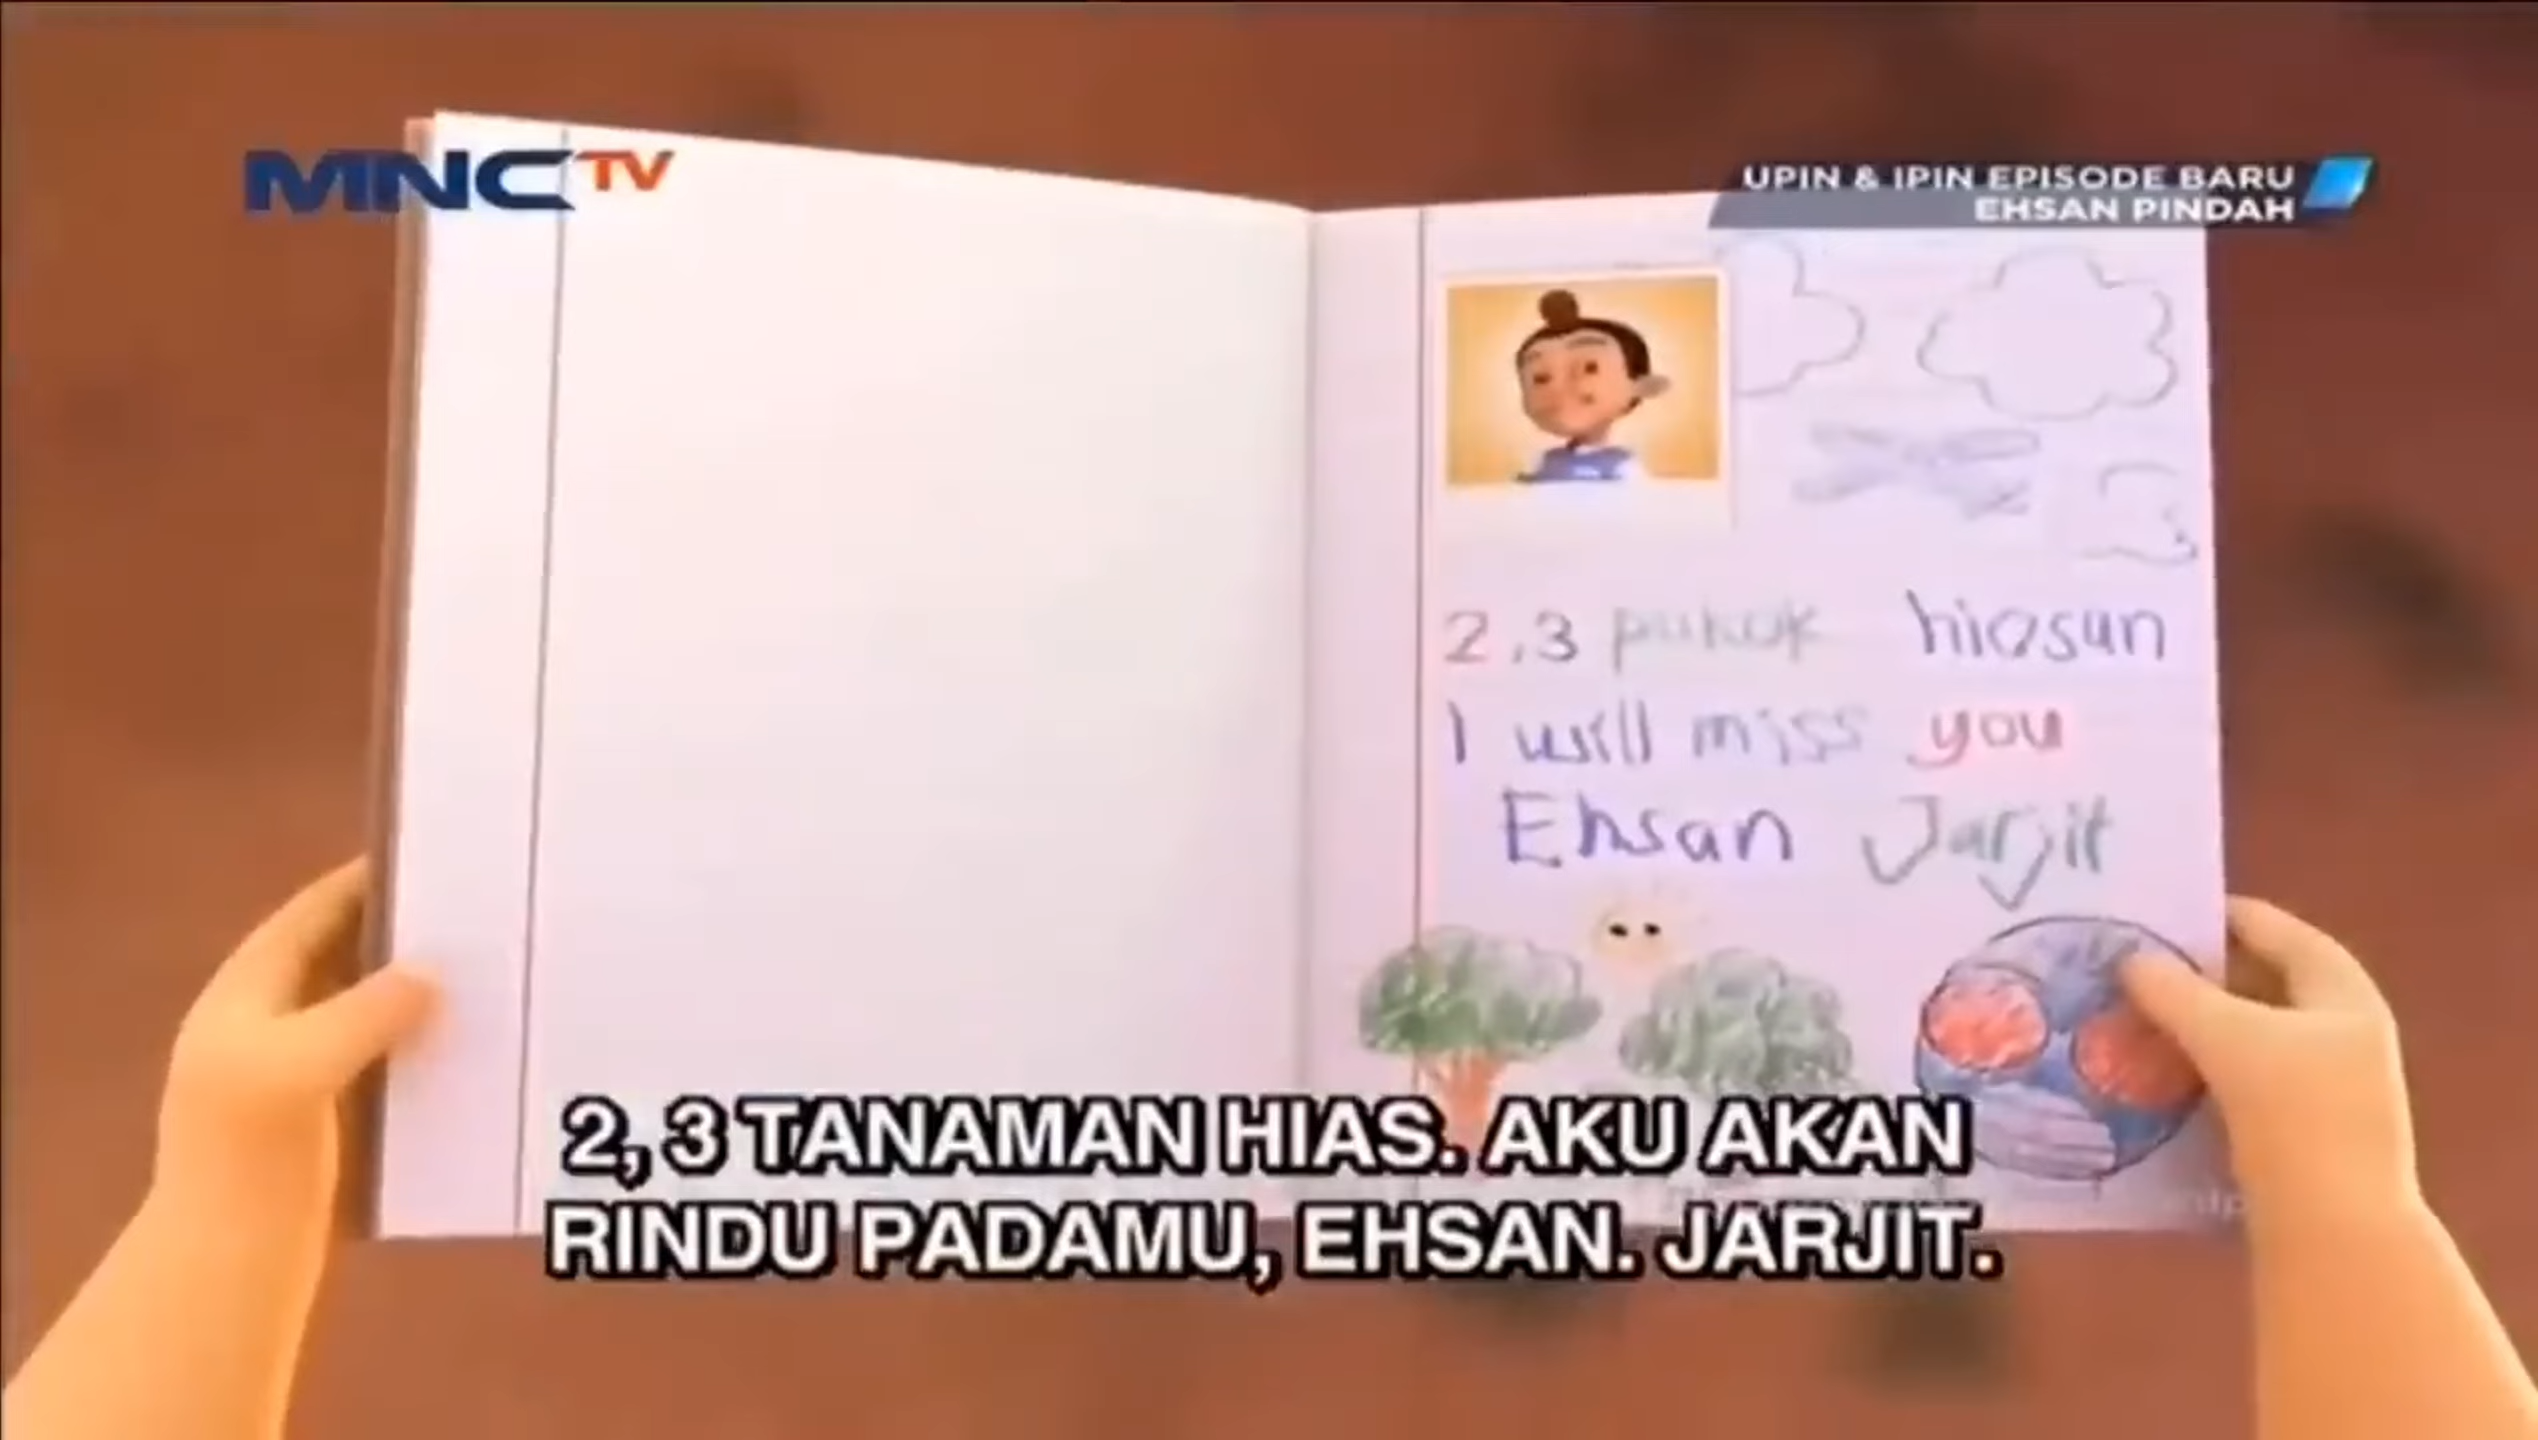 MNCTV
UPIN & IPIN EPISODE BARU
EHSAN PINDAH
2,3 pokok hiasan
I will miss you
Ehsan Jarjit
2, 3 TANAMAN HIAS. AKU AKAN
RINDU PADAMU, EHSAN. JARJIT.